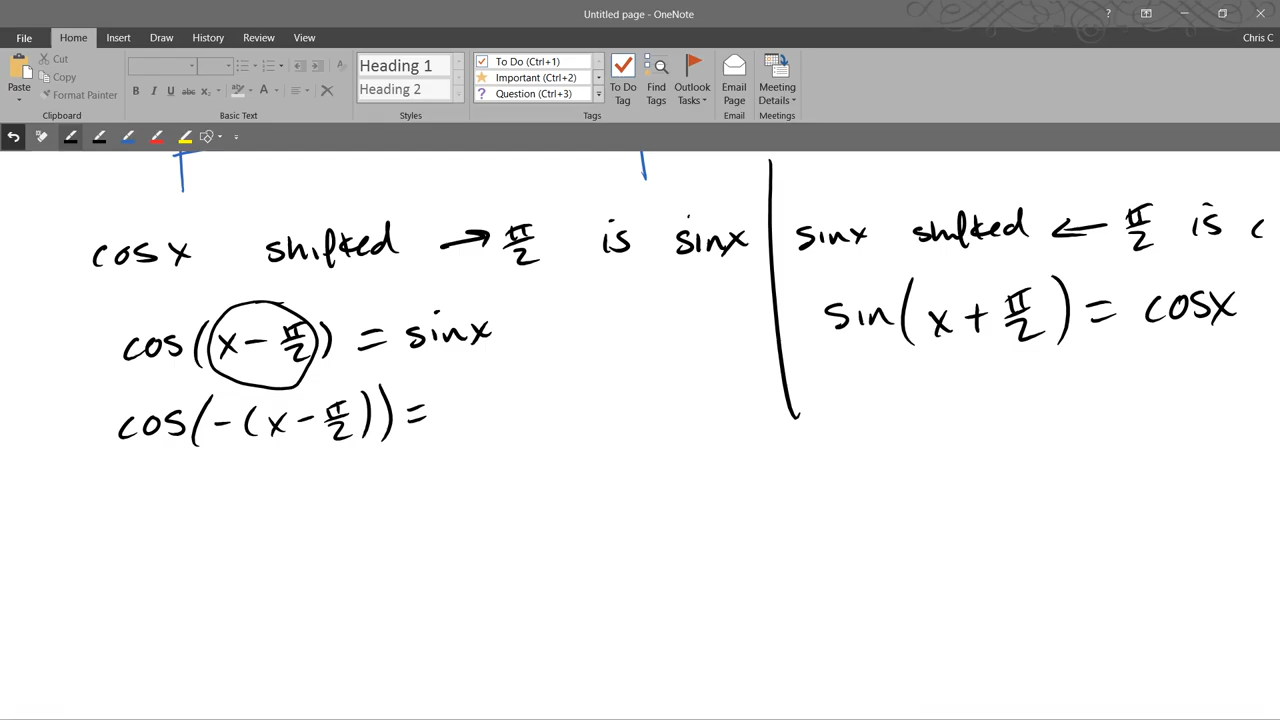 Untitled page - OneNote
?
File Home Insert Draw History Review View
Chris C
Paste
Cut
Copy
Format Painter
Clipboard
B I U abc x₂ A
Basic Text
Heading 1
Heading 2
Styles
To Do (Ctrl+1)
Important (Ctrl+2)
? Question (Ctrl+3)
To Do Tag
Find Tags
Outlook Tasks
Tags
Email Page
Email
Meeting Details
Meetings
cosx shifted → π/2 is sinx
cos((x - π/2)) = sinx
cos(-(x - π/2)) =
sinx shifted ← π/2 is c
sin(x + π/2) = cosx